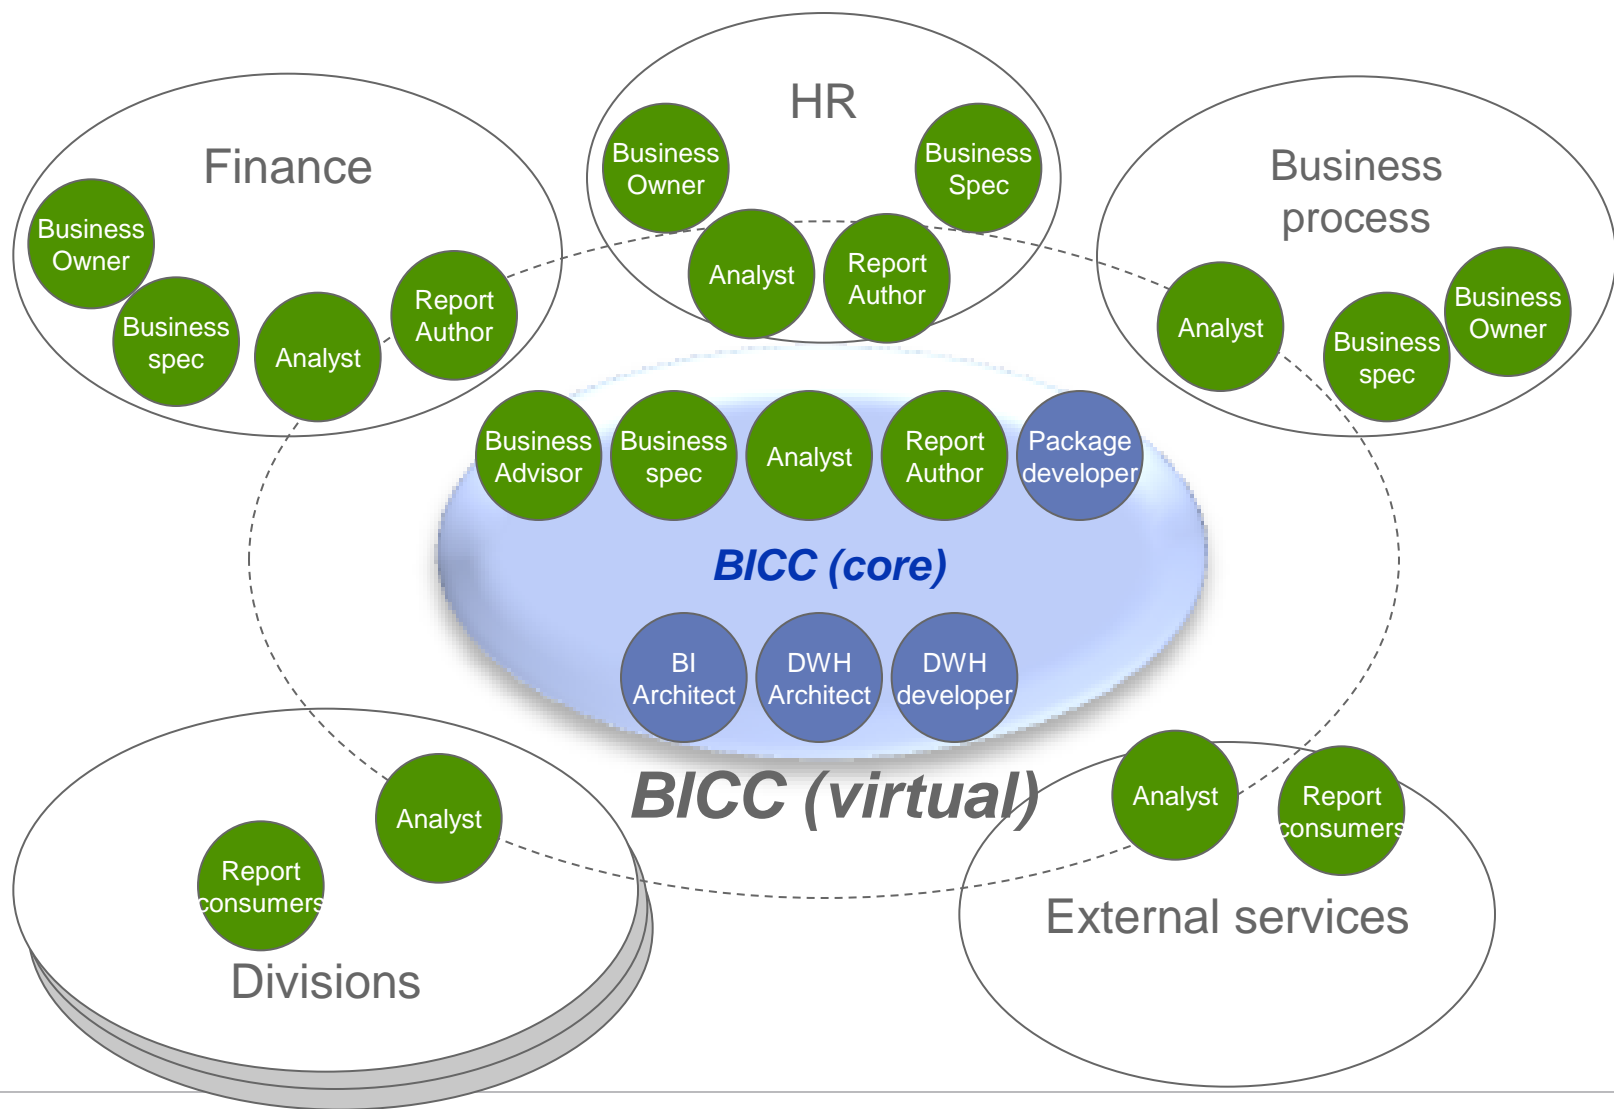 HR
Business
Owner
Business
Spec
Analyst
Report
Author
Finance
Business
Owner
Business
spec
Analyst
Report
Author
Business
process
Analyst
Business
spec
Business
Owner
Business
Advisor
Business
spec
Analyst
Report
Author
Package
developer
BICC (core)
BI
Architect
DWH
Architect
DWH
developer
BICC (virtual)
Analyst
Report
consumers
Divisions
Analyst
Report
consumers
External services